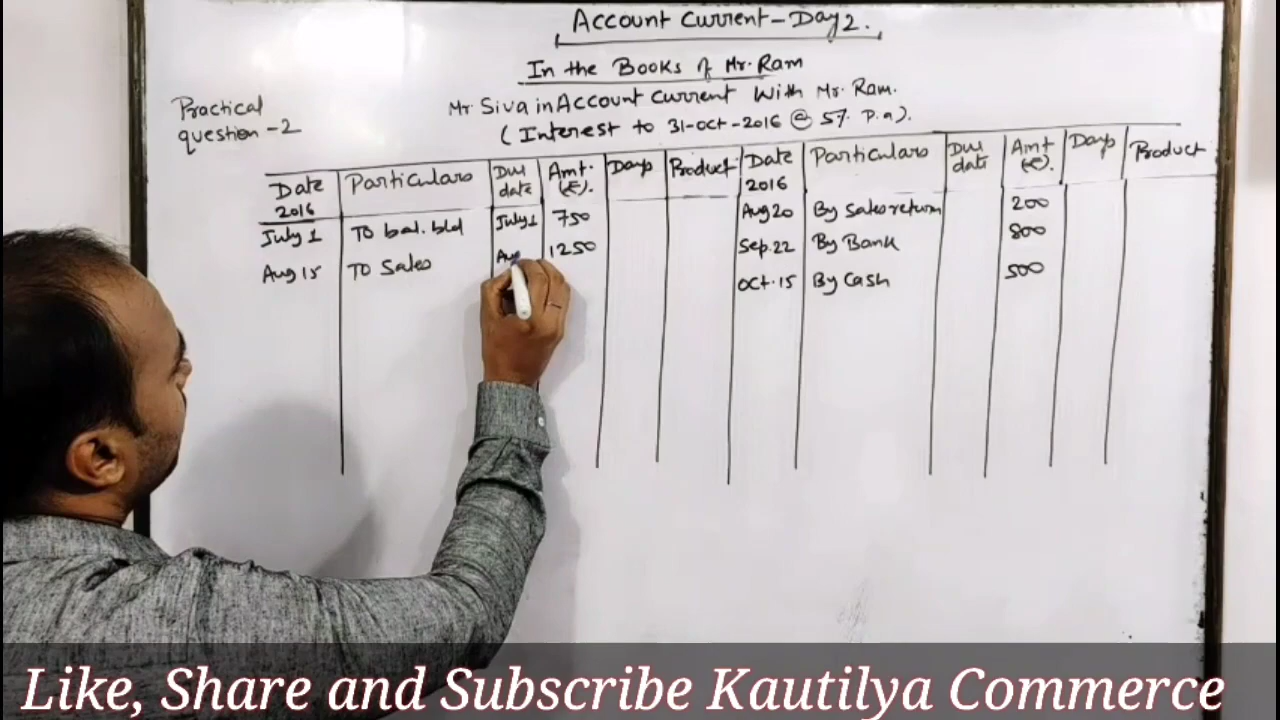 Account Current - Day 2.
In the Books of Mr. Ram
Practical question - 2
Mr Siva in Account Current With Mr. Ram.
(Interest to 31-Oct-2016 @ 5% p.a).
Date 2016 Particulars Due date Amt. (₹). Days Product Date 2016 Particulars Due date Amt (₹). Days Product
July 1 To bal. b/d July 1 750 Aug 20 By Sales return 200
Aug 15 To Sales Aug 1250 Sep. 22 By Bank 800
Oct. 15 By Cash 500
Like, Share and Subscribe Kautilya Commerce